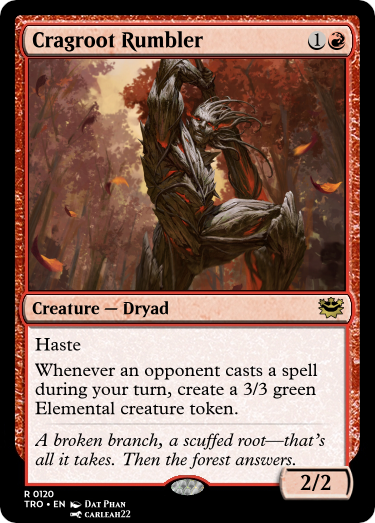 Cragroot Rumbler 1
Creature — Dryad
Haste
Whenever an opponent casts a spell
during your turn, create a 3/3 green
Elemental creature token.
A broken branch, a scuffed root—that's
all it takes. Then the forest answers.
2/2
R 0120
TRO • EN Dat Phan
carleah22